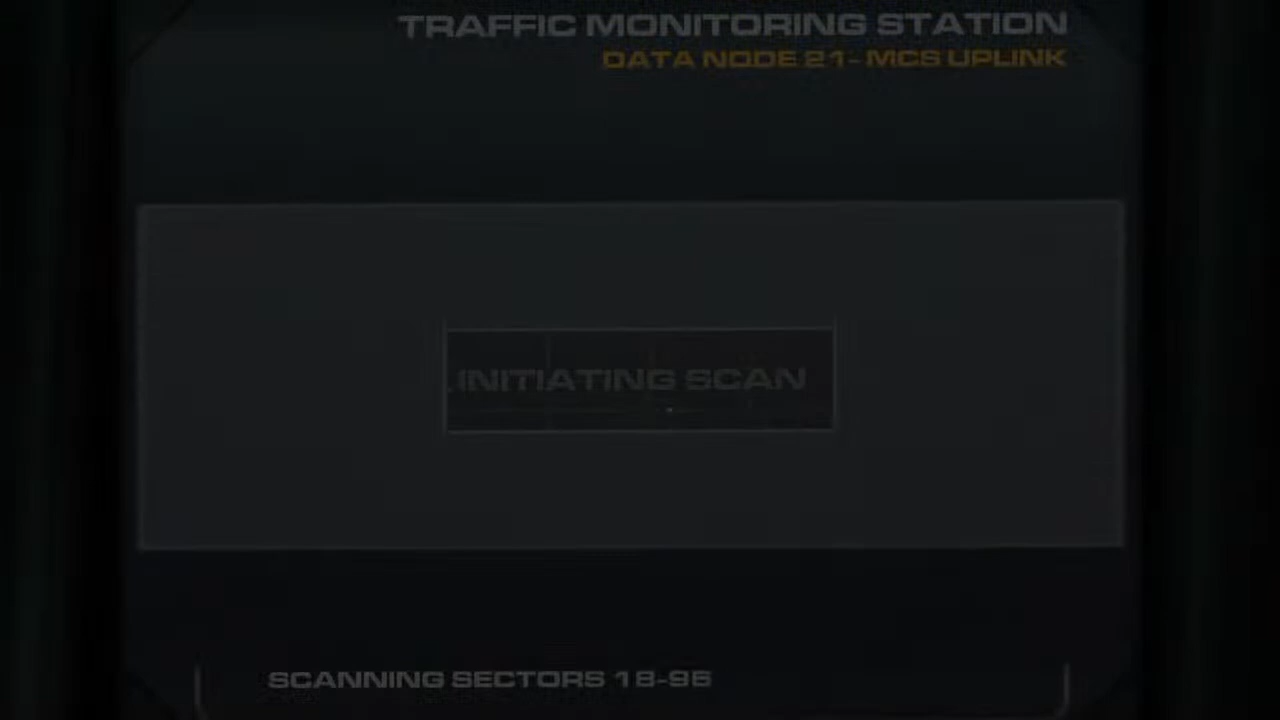 TRAFFIC MONITORING STATION
DATA NODE 21- MCS UPLINK
.INITIATING SCAN
SCANNING SECTORS 18-96